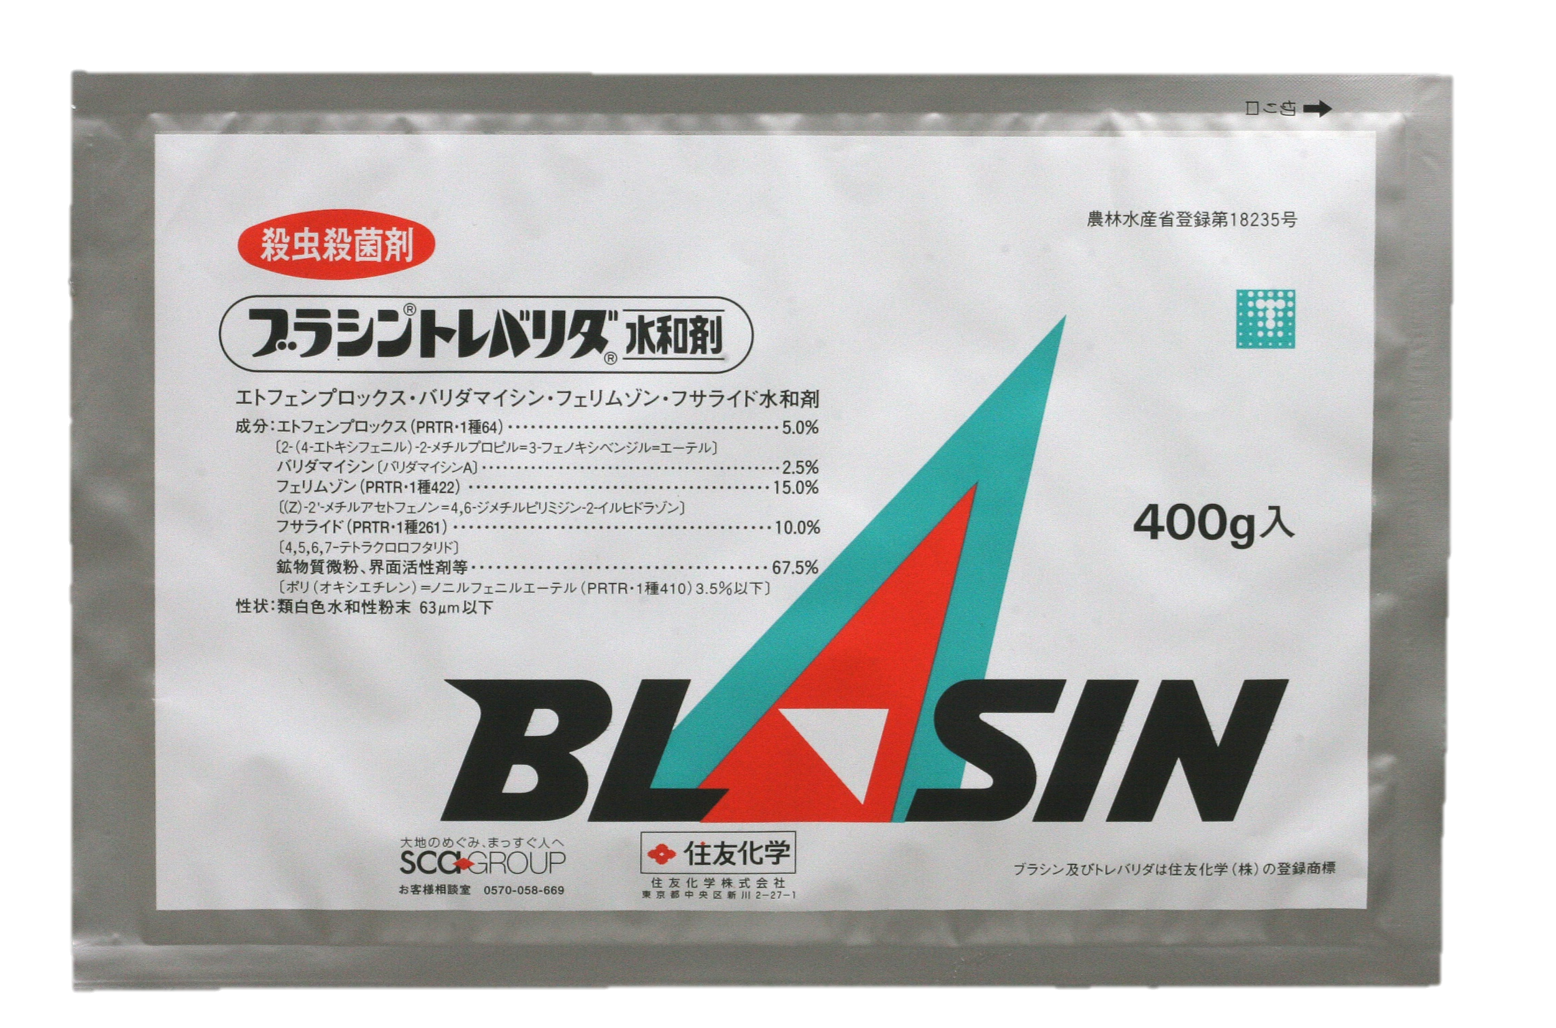 口こ切
農林水産省登録第18235号
殺虫殺菌剤
ブラシン®トレバリダ®水和剤
エトフェンプロックス・バリダマイシン・フェリムゾン・フサライド水和剤
成分：エトフェンプロックス（PRTR・1種64）‥‥‥‥‥‥‥‥‥‥5.0%
〔2-（4-エトキシフェニル）-2-メチルプロピル＝3-フェノキシベンジル＝エーテル〕
バリダマイシン〔バリダマイシンA〕‥‥‥‥‥‥‥‥‥‥2.5%
フェリムゾン（PRTR・1種422）‥‥‥‥‥‥‥‥‥‥15.0%
〔（Z）-2'-メチルアセトフェノン＝4,6-ジメチルピリミジン-2-イルヒドラゾン〕
フサライド（PRTR・1種261）‥‥‥‥‥‥‥‥‥‥10.0%
〔4,5,6,7-テトラクロロフタリド〕
鉱物質微粉、界面活性剤等‥‥‥‥‥‥‥‥‥‥67.5%
〔ポリ（オキシエチレン）＝ノニルフェニルエーテル（PRTR・1種410）3.5%以下〕
性状：類白色水和性粉末 63μm以下
400g入
BLASIN
大地のめぐみ、まっすぐ人へ
SCC GROUP
お客様相談室 0570-058-669
住友化学
住友化学株式会社
東京都中央区新川2-27-1
ブラシン及びトレバリダは住友化学（株）の登録商標